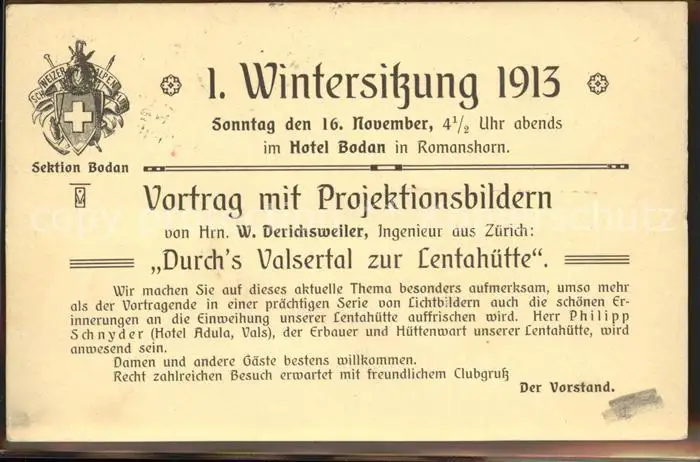 SCHWEIZER ALPEN CLUB
Sektion Bodan
1. Wintersitzung 1913
Sonntag den 16. November, 4 1/2 Uhr abends
im Hotel Bodan in Romanshorn.
Vortrag mit Projektionsbildern
von Hrn. W. Derichsweiler, Ingenieur aus Zürich:
„Durch's Valsertal zur Lentahütte“.
Wir machen Sie auf dieses aktuelle Thema besonders aufmerksam, umso mehr
als der Vortragende in einer prächtigen Serie von Lichtbildern auch die schönen Er-
innerungen an die Einweihung unserer Lentahütte auffrischen wird. Herr Philipp
Schnyder (Hotel Adula, Vals), der Erbauer und Hüttenwart unserer Lentahütte, wird
anwesend sein.
Damen und andere Gäste bestens willkommen.
Recht zahlreichen Besuch erwartet mit freundlichem Clubgruß
Der Vorstand.